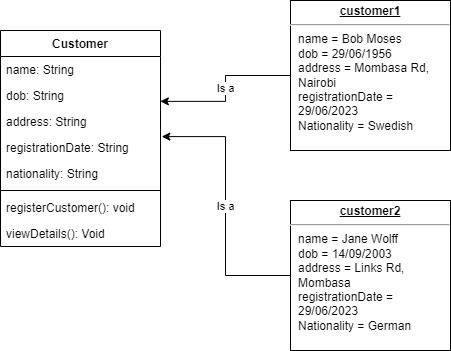 Customer
name: String
dob: String
address: String
registrationDate: String
nationality: String
registerCustomer(): void
viewDetails(): Void
Is a
Is a
customer1
name = Bob Moses
dob = 29/06/1956
address = Mombasa Rd,
Nairobi
registrationDate =
29/06/2023
Nationality = Swedish
customer2
name = Jane Wolff
dob = 14/09/2003
address = Links Rd,
Mombasa
registrationDate =
29/06/2023
Nationality = German